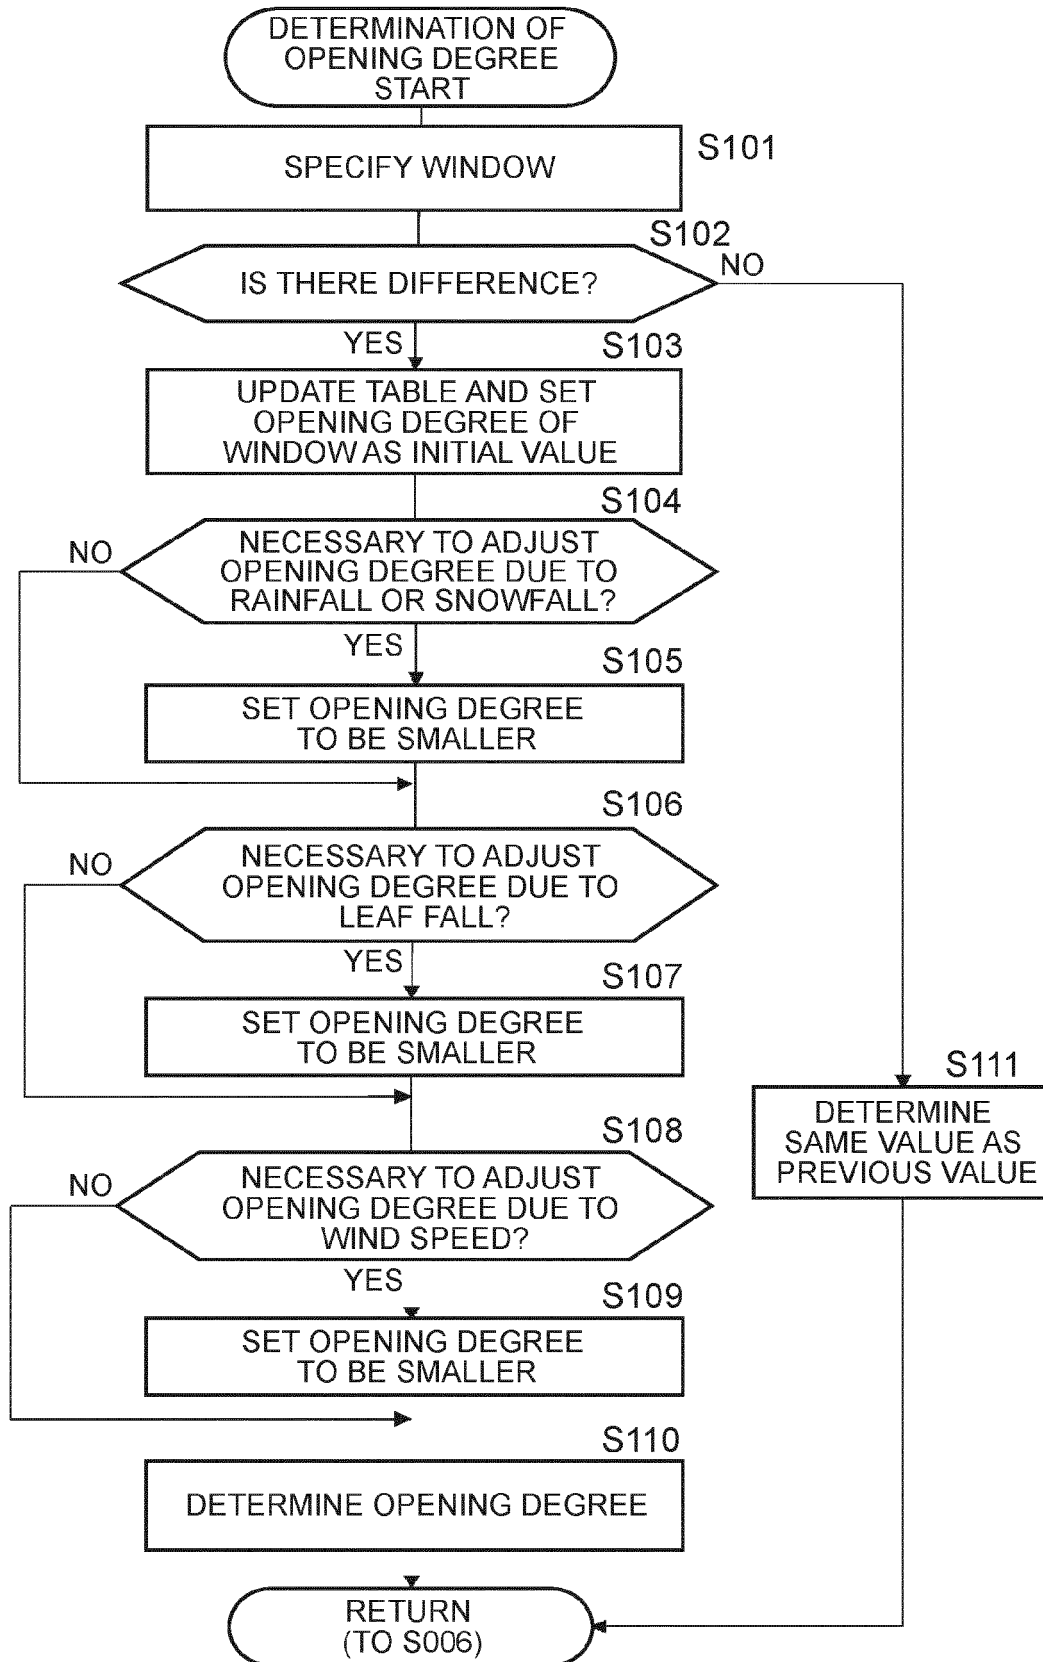 DETERMINATION OF
OPENING DEGREE
START
S101
SPECIFY WINDOW
S102
IS THERE DIFFERENCE?
NO
YES
S103
UPDATE TABLE AND SET
OPENING DEGREE OF
WINDOW AS INITIAL VALUE
S104
NO
NECESSARY TO ADJUST
OPENING DEGREE DUE TO
RAINFALL OR SNOWFALL?
YES
S105
SET OPENING DEGREE
TO BE SMALLER
S106
NO
NECESSARY TO ADJUST
OPENING DEGREE DUE TO
LEAF FALL?
YES
S107
SET OPENING DEGREE
TO BE SMALLER
S111
DETERMINE
SAME VALUE AS
PREVIOUS VALUE
S108
NO
NECESSARY TO ADJUST
OPENING DEGREE DUE TO
WIND SPEED?
YES
S109
SET OPENING DEGREE
TO BE SMALLER
S110
DETERMINE OPENING DEGREE
RETURN
(TO S006)